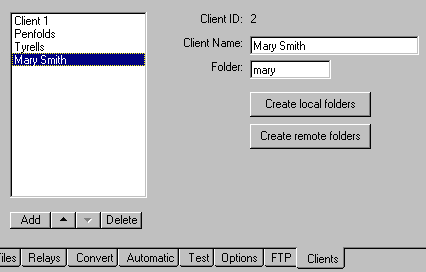 Client 1
Penfolds
Tyrells
Mary Smith
Client ID: 2
Client Name: Mary Smith
Folder: mary
Create local folders
Create remote folders
Add Delete
Files Relays Convert Automatic Test Options FTP Clients